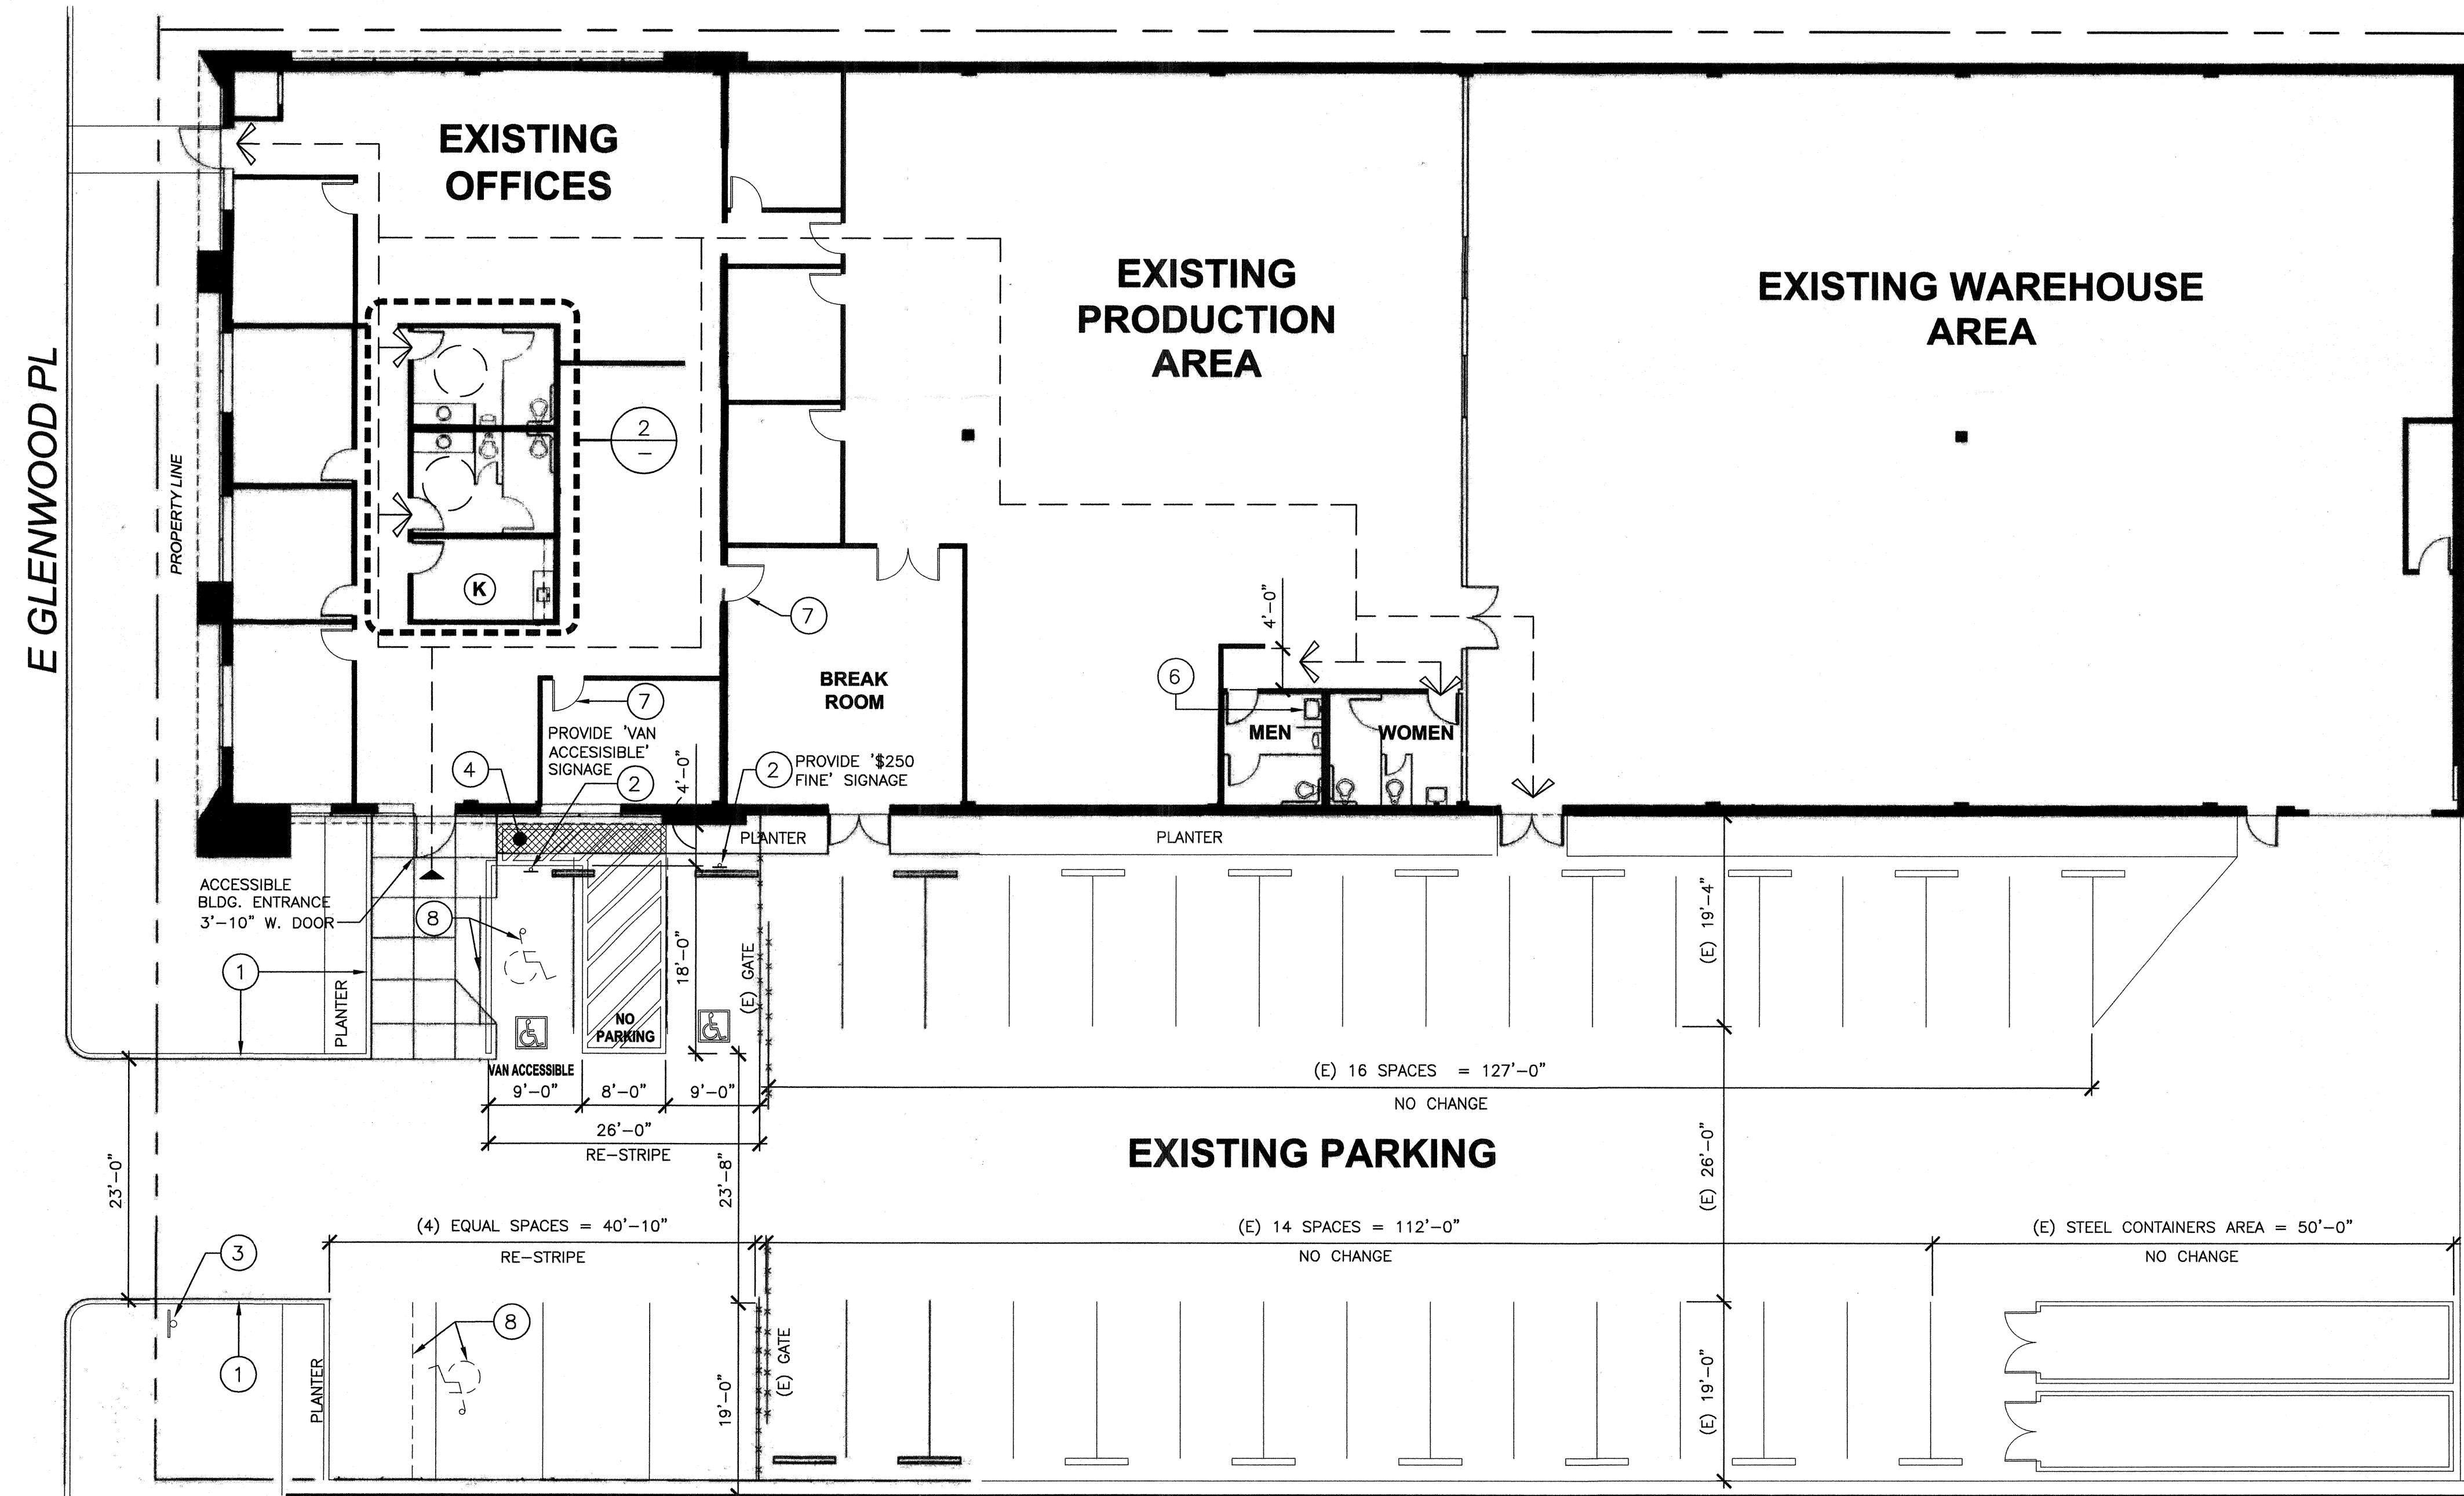 EXISTING
OFFICES
EXISTING
PRODUCTION
AREA
EXISTING WAREHOUSE
AREA
E GLENWOOD PL
PROPERTY LINE
2
–
K
7
4'-0"
6
BREAK
ROOM
7
MEN
WOMEN
PROVIDE 'VAN
ACCESISIBLE'
SIGNAGE
2
4
4'-0"
2
PROVIDE '$250
FINE' SIGNAGE
PLANTER
PLANTER
ACCESSIBLE
BLDG. ENTRANCE
3'-10" W. DOOR
8
1
PLANTER
18'-0"
(E) GATE
(E) 19'-4"
NO
PARKING
VAN ACCESSIBLE
9'-0"
8'-0"
9'-0"
26'-0"
RE-STRIPE
(E) 16 SPACES = 127'-0"
NO CHANGE
EXISTING PARKING
23'-0"
23'-8"
(E) 26'-0"
(4) EQUAL SPACES = 40'-10"
RE-STRIPE
(E) 14 SPACES = 112'-0"
NO CHANGE
(E) STEEL CONTAINERS AREA = 50'-0"
NO CHANGE
3
8
1
PLANTER
19'-0"
(E) GATE
(E) 19'-0"